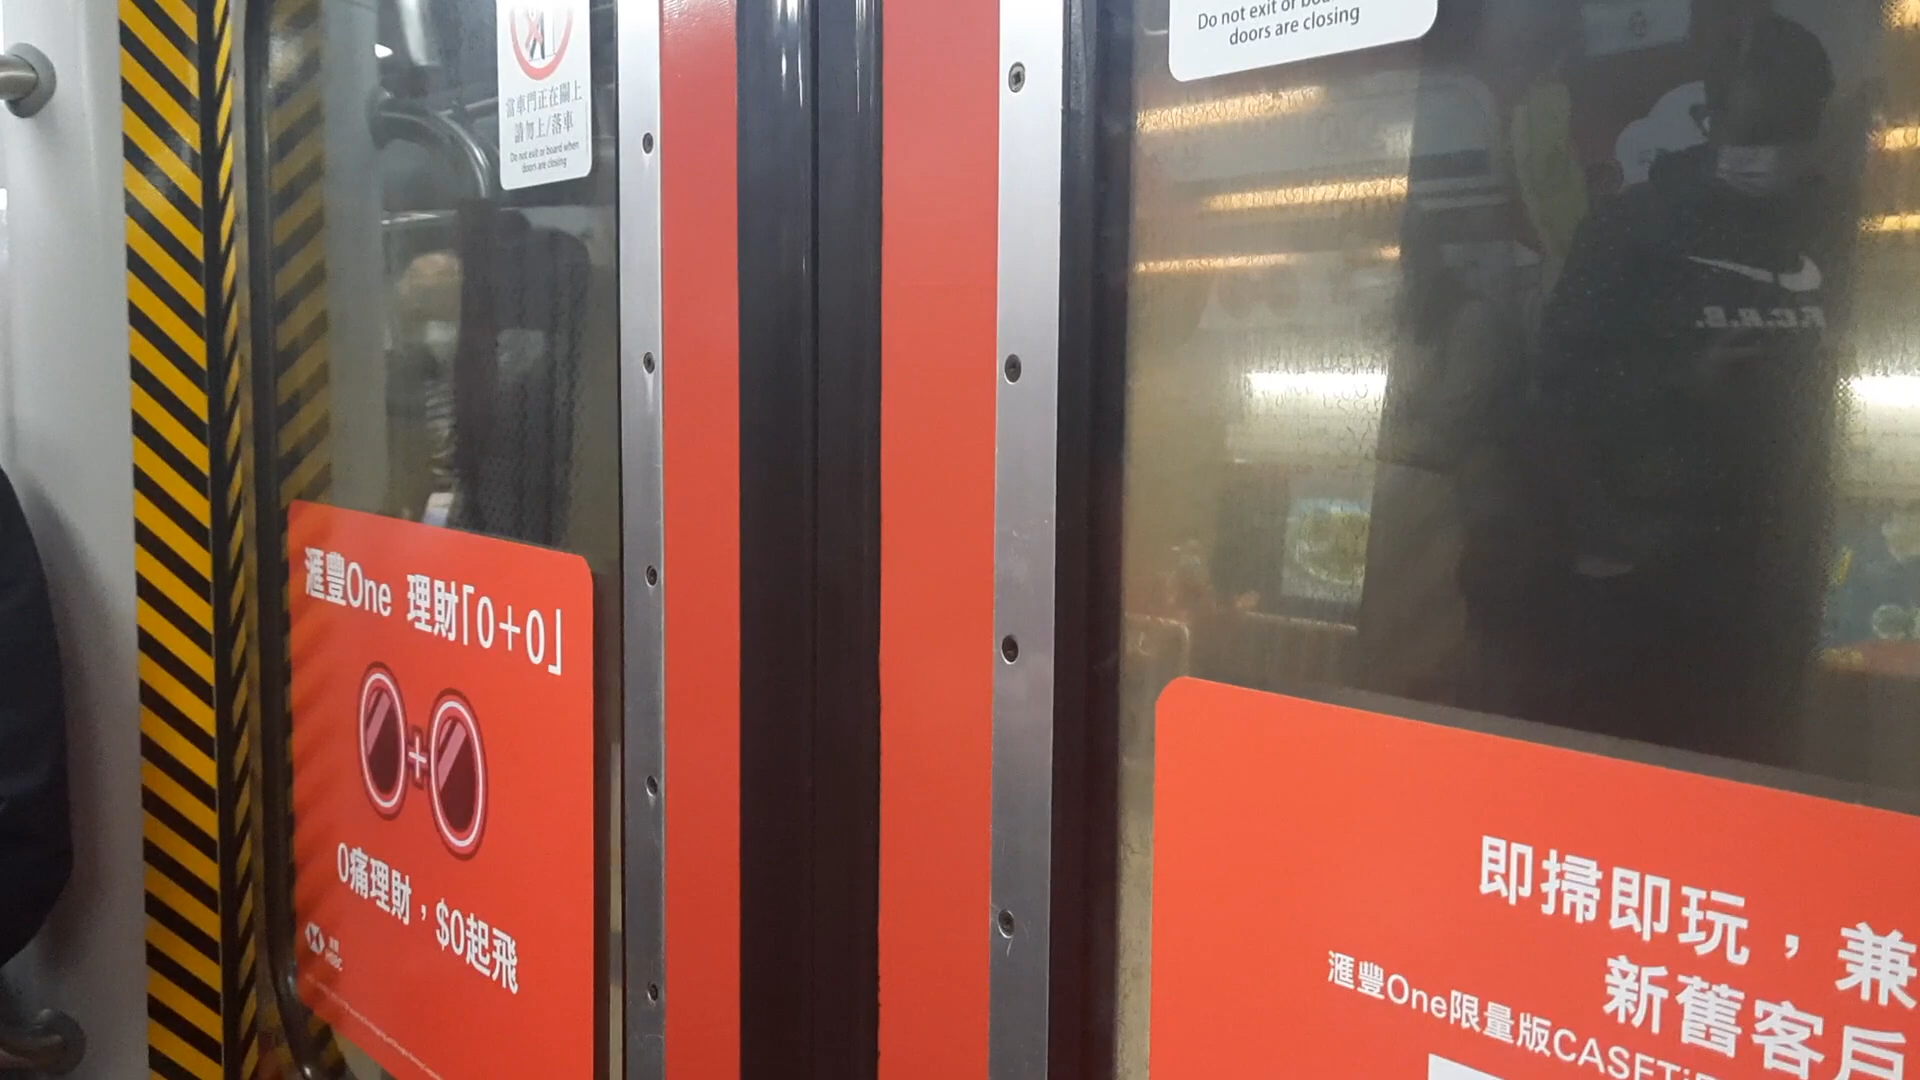 當車門正在關上
請勿上/落車
Do not exit or board when
doors are closing
滙豐One 理財「0+0」
+
0痛理財，$0起飛
滙豐
HSBC
Do not exit or
doors are closing
F.C.R.B.
即掃即玩，兼
新舊客戶
滙豐One限量版CASETi